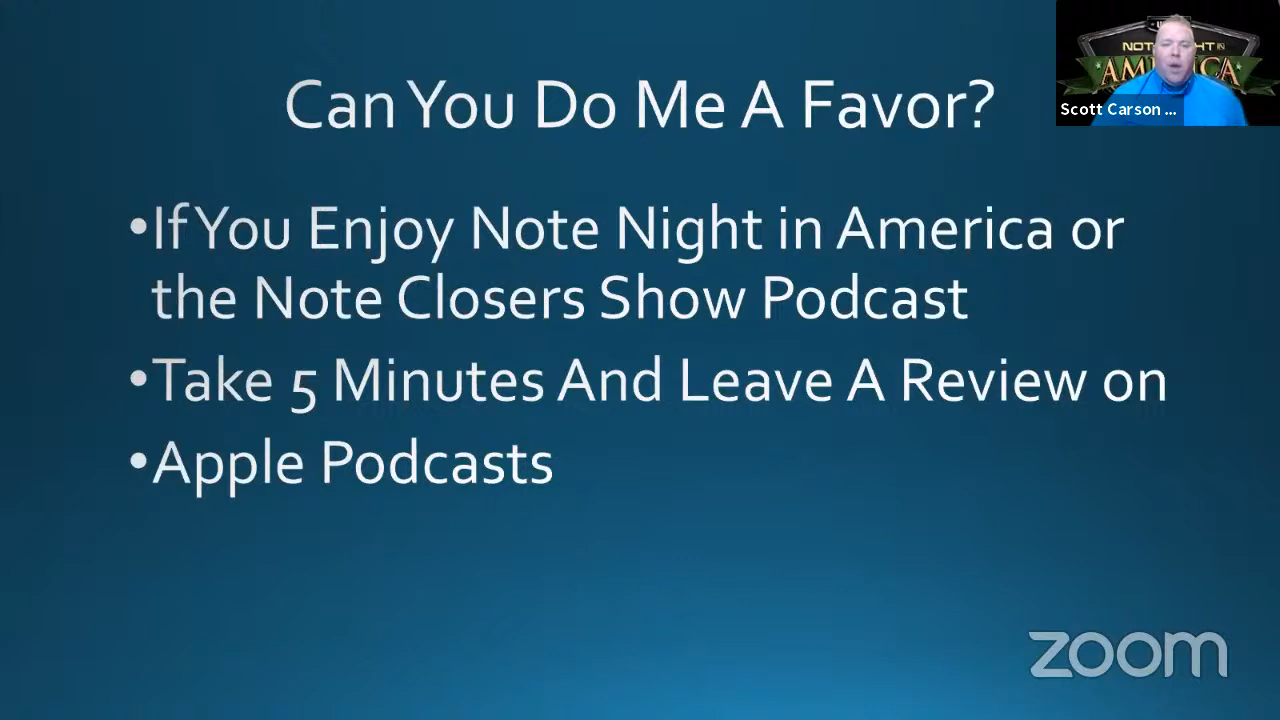 Can You Do Me A Favor?
•If You Enjoy Note Night in America or
the Note Closers Show Podcast
•Take 5 Minutes And Leave A Review on
•Apple Podcasts
AMERICA
Scott Carson ...
zoom